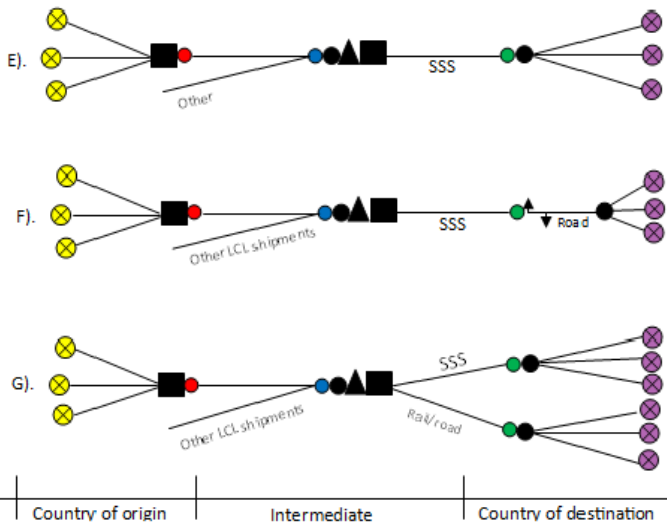 E).
SSS
Other
F).
SSS
Road
Other LCL shipments
G).
SSS
Rail/road
Other LCL shipments
Country of origin
Intermediate
Country of destination